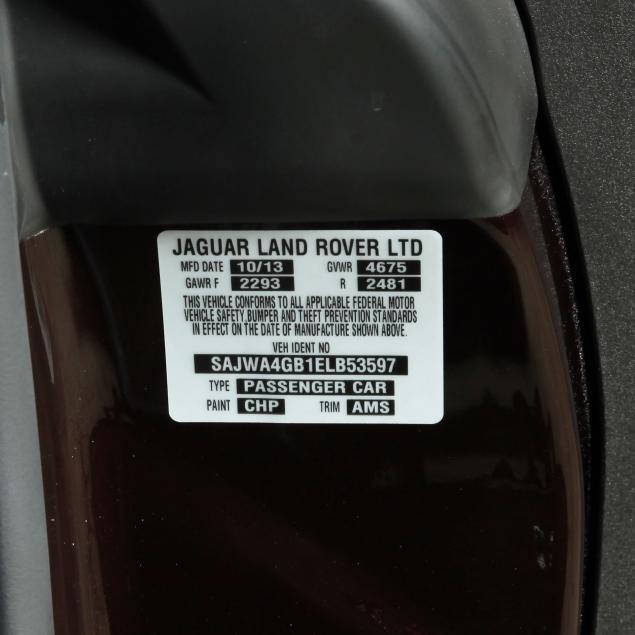 JAGUAR LAND ROVER LTD
MFD DATE 10/13 GVWR 4675
GAWR F 2293 R 2481
THIS VEHICLE CONFORMS TO ALL APPLICABLE FEDERAL MOTOR
VEHICLE SAFETY,BUMPER AND THEFT PREVENTION STANDARDS
IN EFFECT ON THE DATE OF MANUFACTURE SHOWN ABOVE.
VEH IDENT NO
SAJWA4GB1ELB53597
TYPE PASSENGER CAR
PAINT CHP TRIM AMS